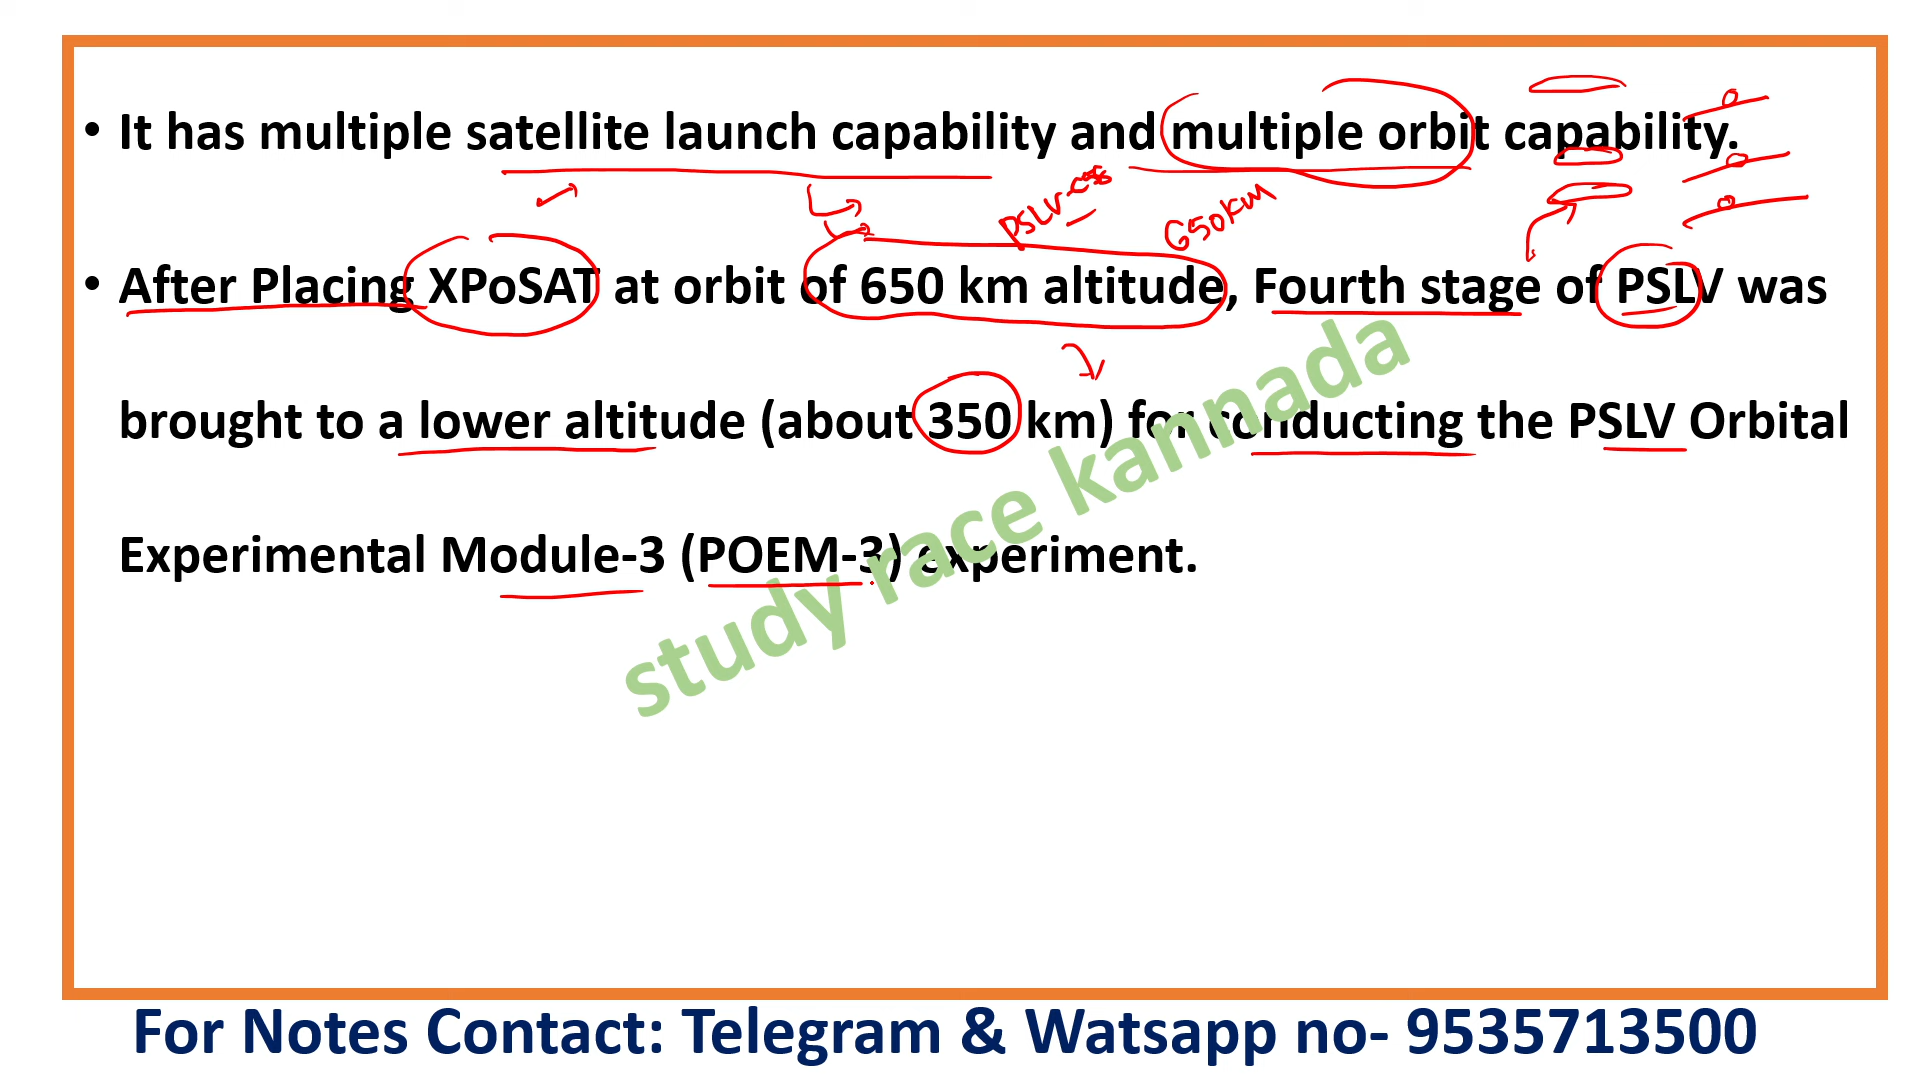 • It has multiple satellite launch capability and multiple orbit capability.
PSLV-C58
650KM
• After Placing XPoSAT at orbit of 650 km altitude, Fourth stage of PSLV was
brought to a lower altitude (about 350 km) for conducting the PSLV Orbital
Experimental Module-3 (POEM-3) experiment.
study race kannada
For Notes Contact: Telegram & Watsapp no- 9535713500